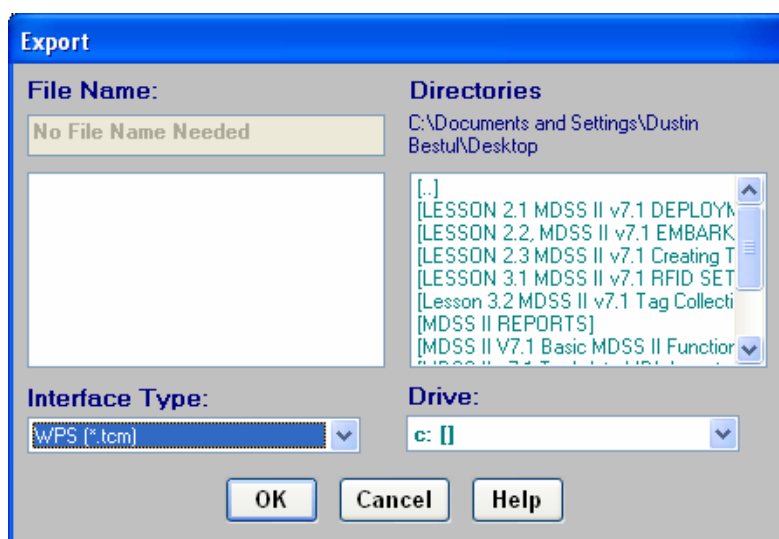 Export
File Name:
No File Name Needed
Interface Type:
WPS (*.tcm)
Directories
C:\Documents and Settings\Dustin
Bestul\Desktop
[..]
[LESSON 2.1 MDSS II v7.1 DEPLOYM
[LESSON 2.2, MDSS II v7.1 EMBARK
[LESSON 2.3 MDSS II v7.1 Creating T
[LESSON 3.1 MDSS II v7.1 RFID SET
[Lesson 3.2 MDSS II v7.1 Tag Collecti
[MDSS II REPORTS]
[MDSS II V7.1 Basic MDSS II Function
Drive:
c: []
OK Cancel Help